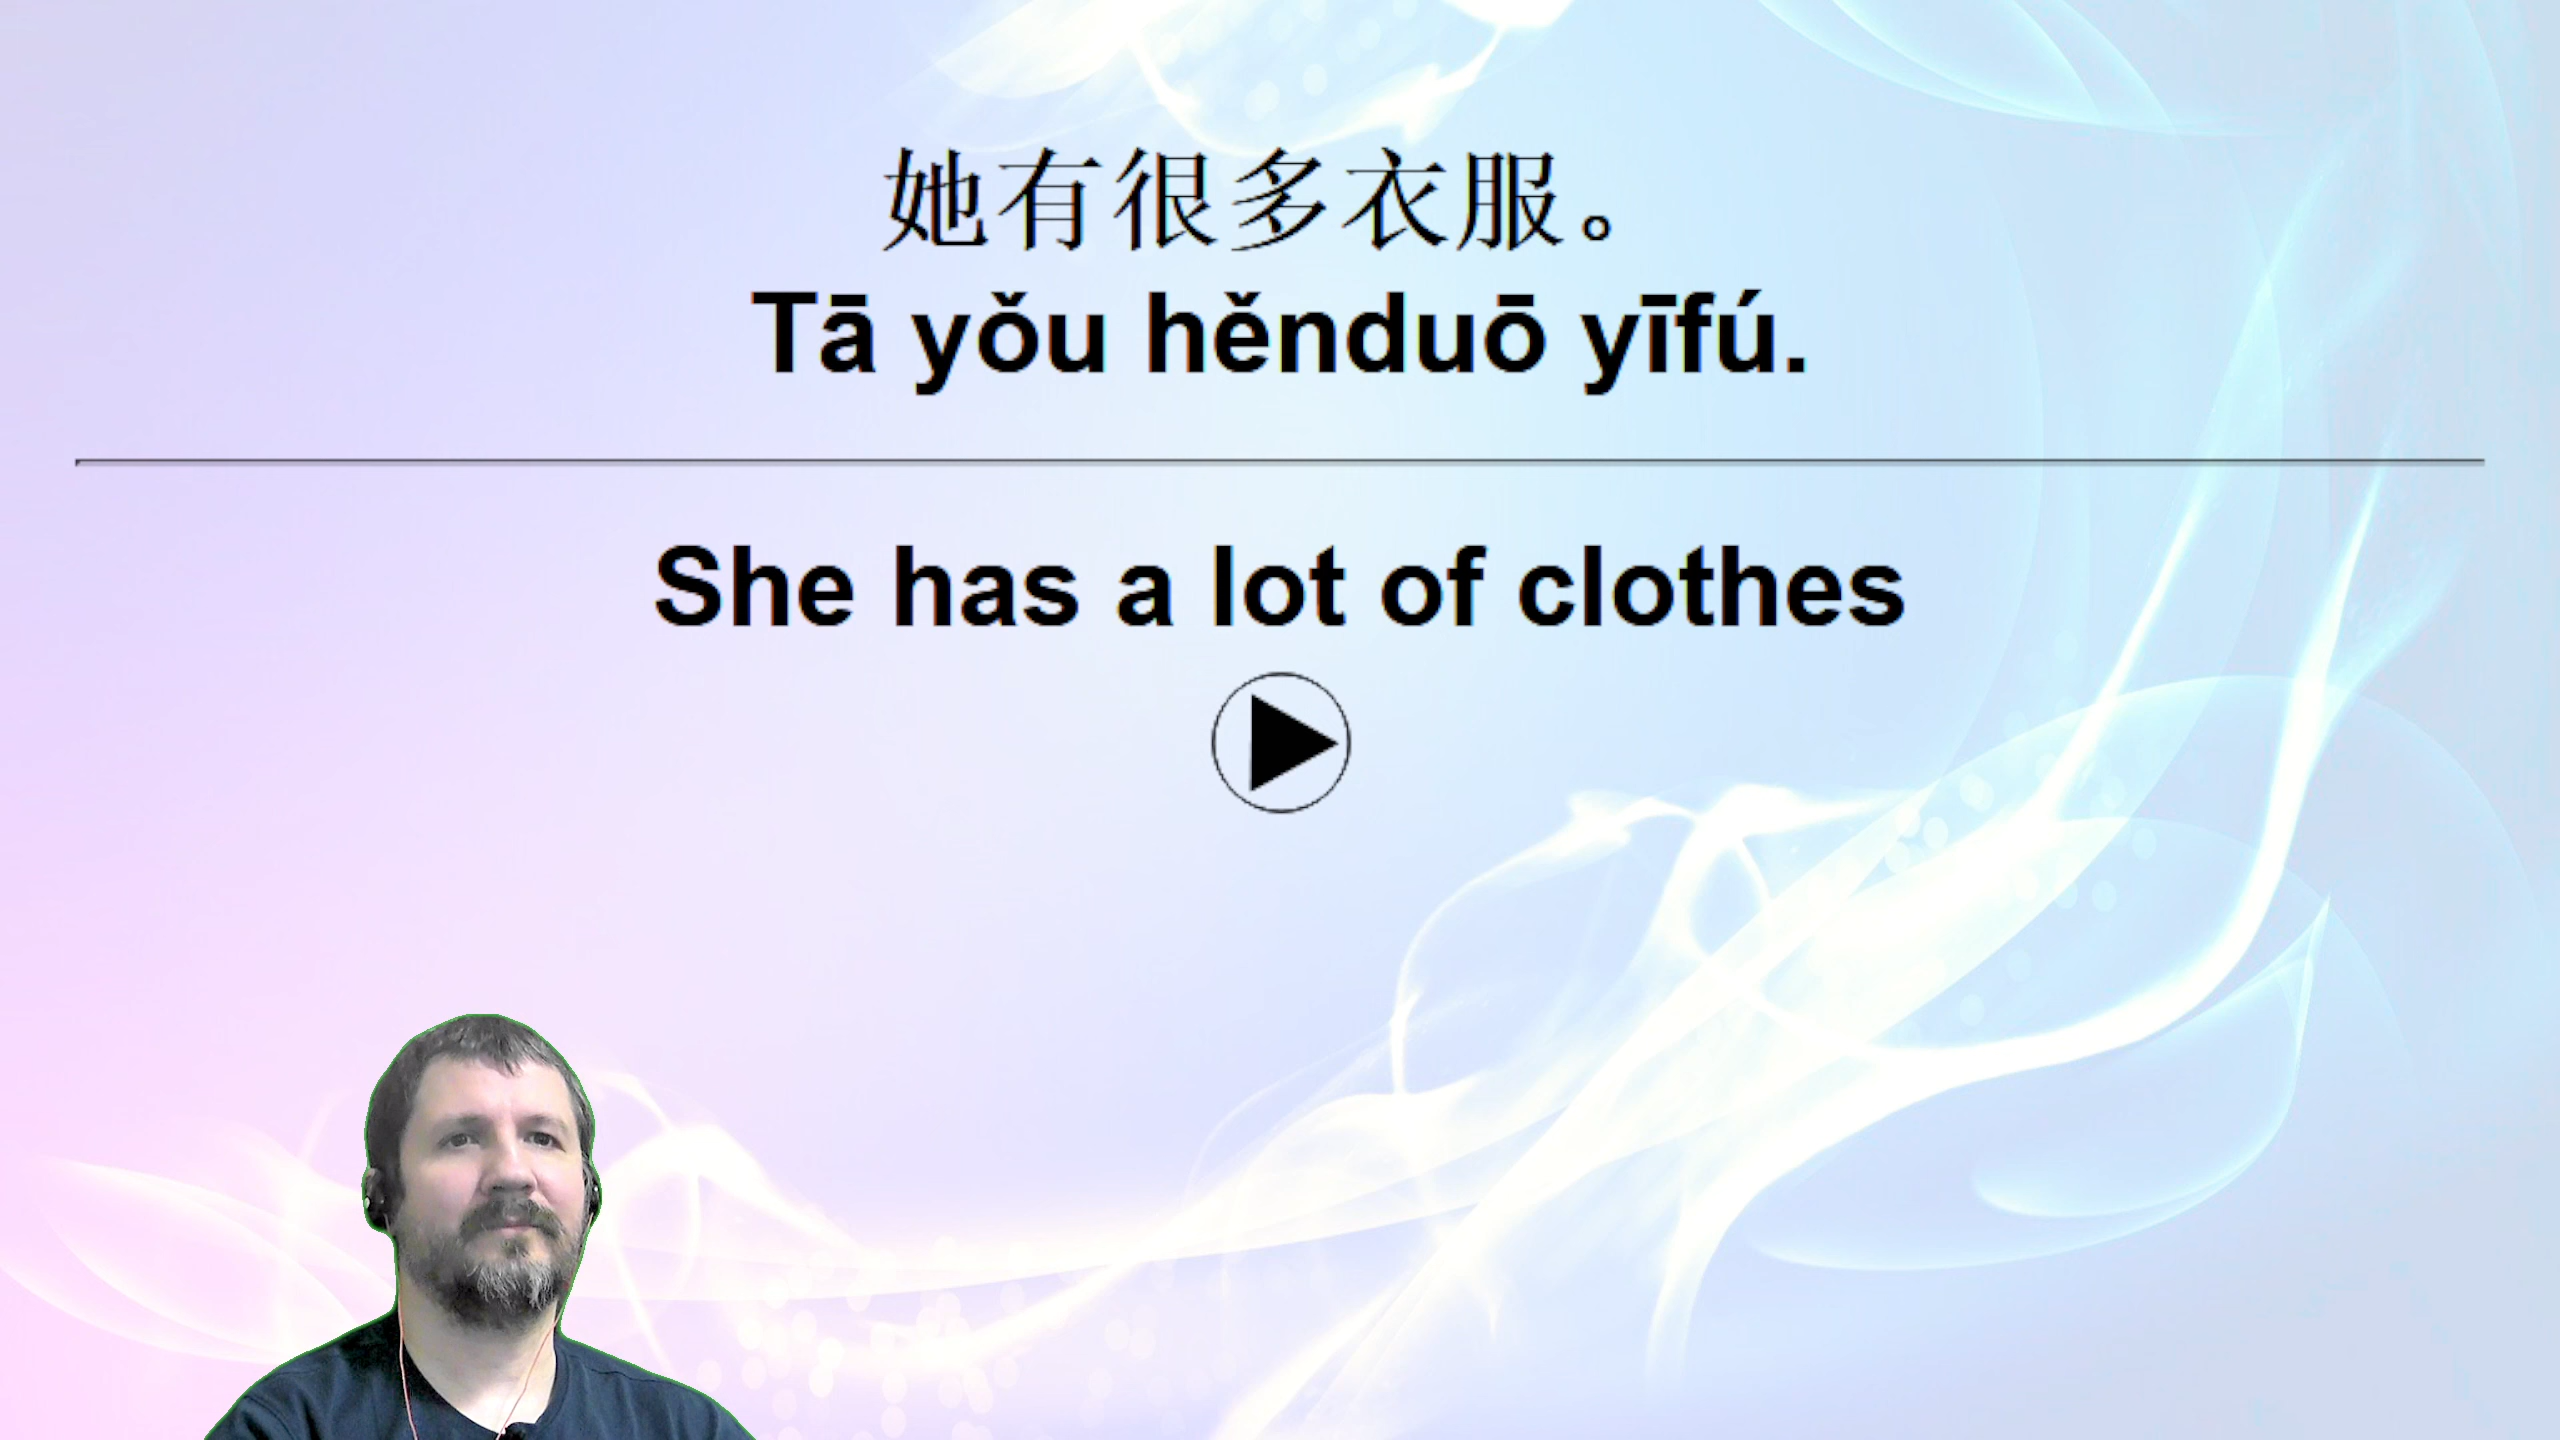 她有很多衣服。
Tā yǒu hěnduō yīfú.
She has a lot of clothes